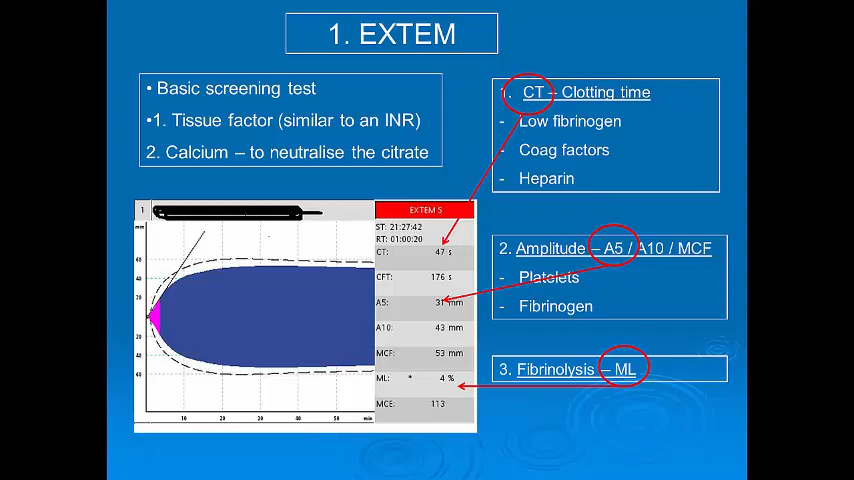 1. EXTEM
• Basic screening test
•1. Tissue factor (similar to an INR)
2. Calcium – to neutralise the citrate
1. CT – Clotting time
- Low fibrinogen
- Coag factors
- Heparin
2. Amplitude – A5 / A10 / MCF
- Platelets
- Fibrinogen
3. Fibrinolysis – ML
1
EXTEM S
ST: 21:27:42
RT: 01:00:20
CT: 47 s
CFT: 176 s
A5: 31 mm
A10: 43 mm
MCF: 53 mm
ML: * 4 %
MCE: 113
mm
60
40
20
20
40
60
10 20 30 40 50 min